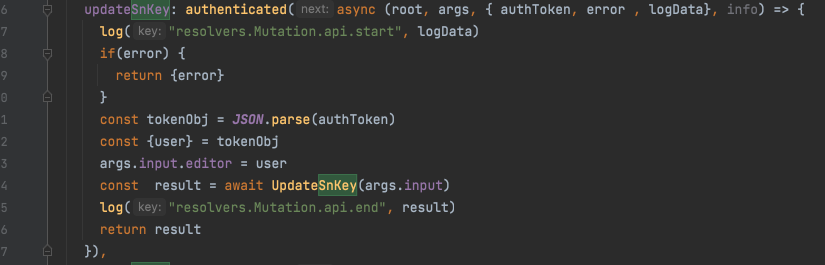 6 updateSnKey: authenticated( next: async (root, args, { authToken, error , logData}, info) => {
7 log( key: "resolvers.Mutation.api.start", logData)
8 if(error) {
9 return {error}
0 }
1 const tokenObj = JSON.parse(authToken)
2 const {user} = tokenObj
3 args.input.editor = user
4 const  result = await UpdateSnKey(args.input)
5 log( key: "resolvers.Mutation.api.end", result)
6 return result
7 }),